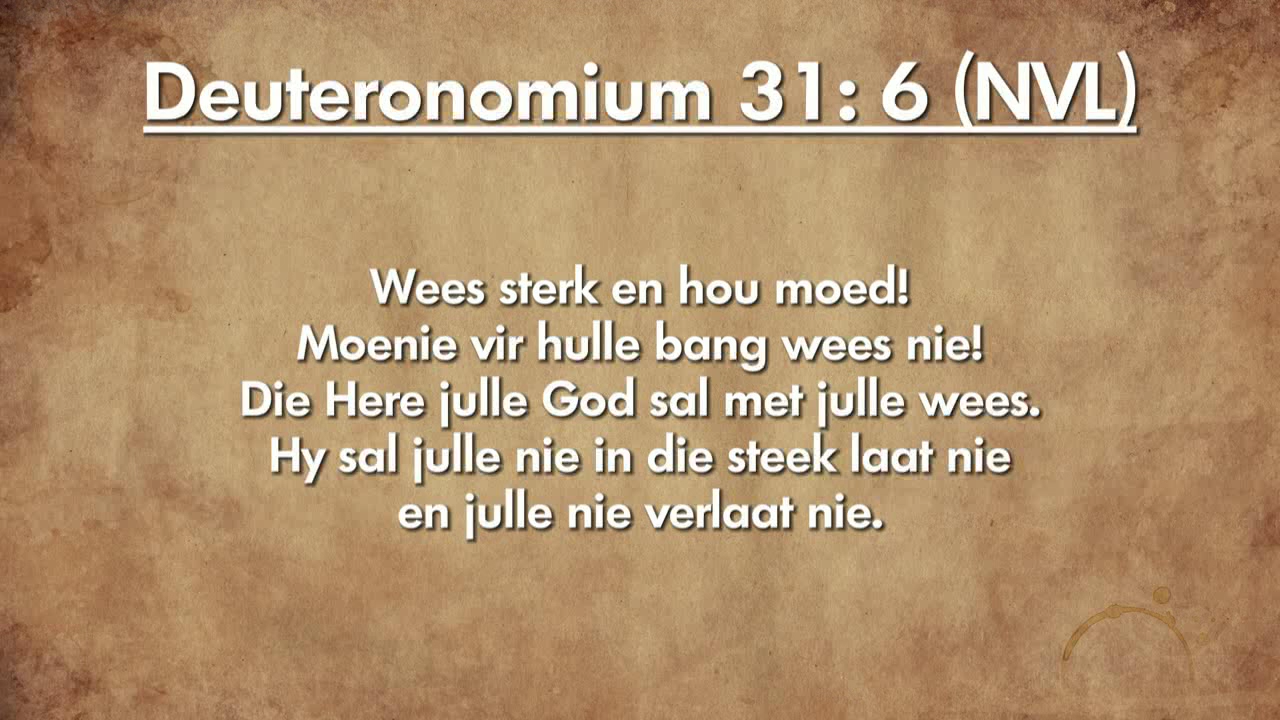 Deuteronomium 31: 6 (NVL)
Wees sterk en hou moed!
Moenie vir hulle bang wees nie!
Die Here julle God sal met julle wees.
Hy sal julle nie in die steek laat nie
en julle nie verlaat nie.